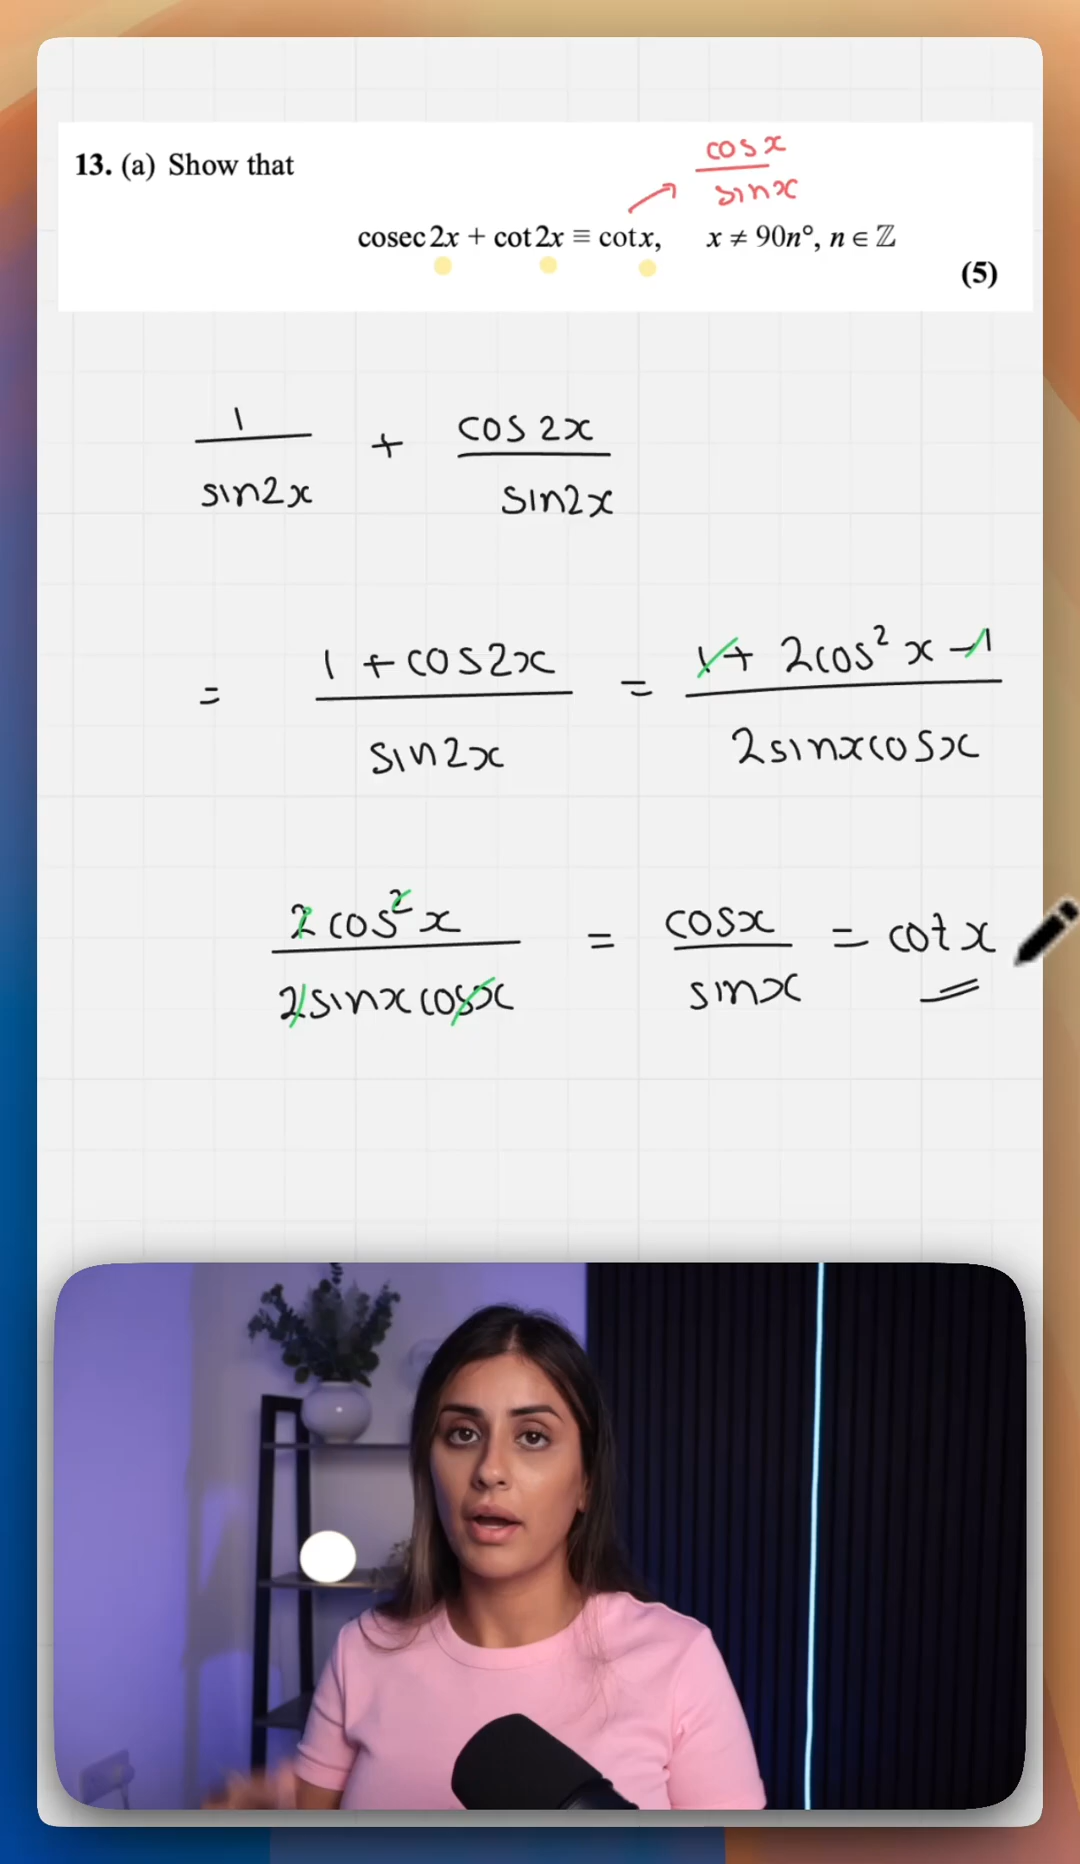 13. (a) Show that
cos x
sin x
cosec 2x + cot 2x ≡ cot x, x ≠ 90n°, n ∈ ℤ
(5)
1 + cos 2x
sin2x sin2x
= 1 + cos2x = 1 + 2cos² x − 1
sin2x 2sinxcosx
2cos² x = cosx = cot x
2sinxcosx sinx